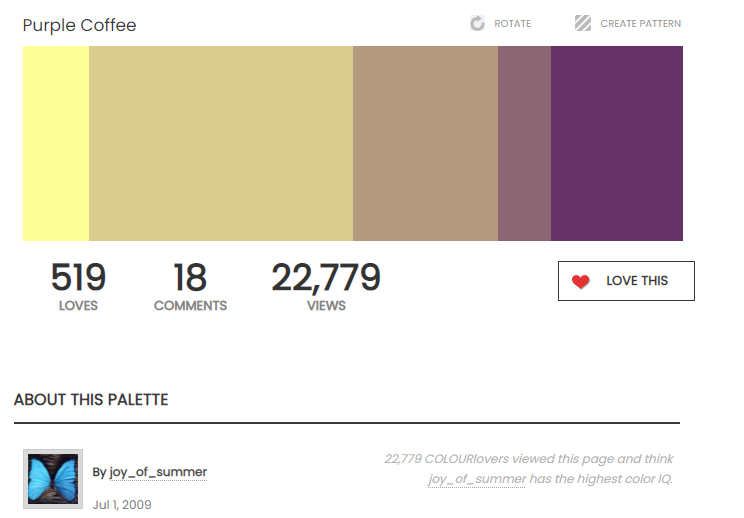 Purple Coffee
ROTATE
CREATE PATTERN
519
LOVES
18
COMMENTS
22,779
VIEWS
LOVE THIS
ABOUT THIS PALETTE
By joy_of_summer
Jul 1, 2009
22,779 COLOURlovers viewed this page and think
joy_of_summer has the highest color IQ.